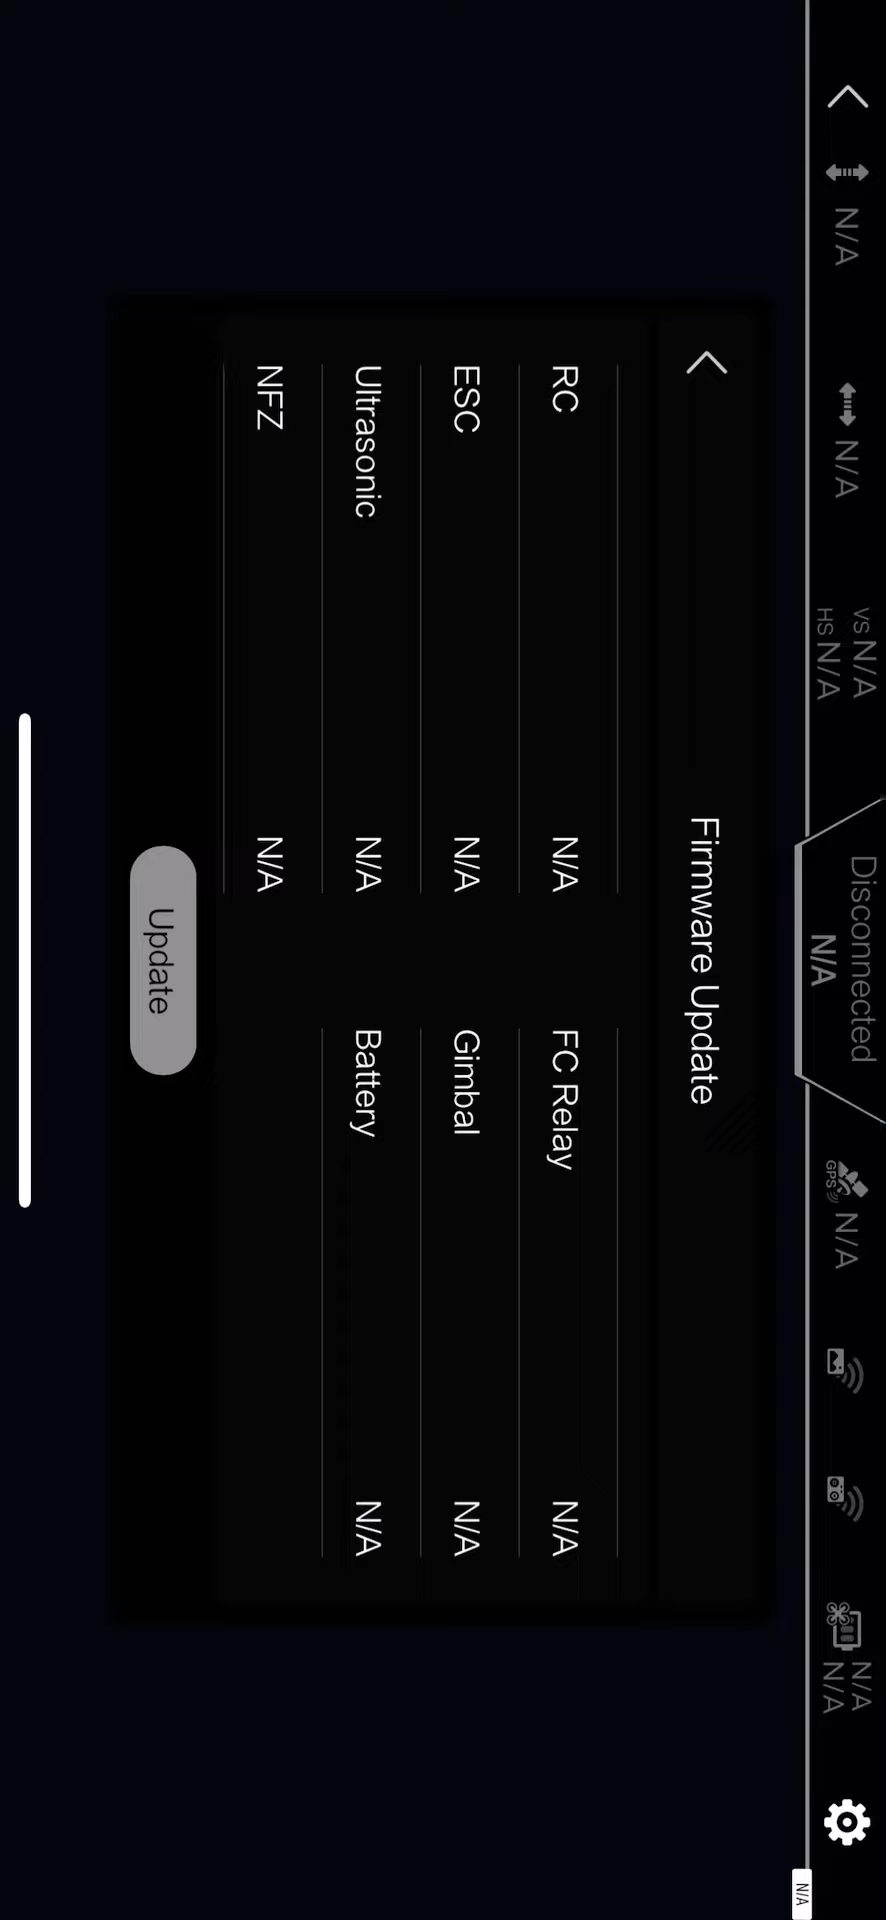 N/A
N/A
VS N/A
HS N/A
Disconnected
N/A
GPS
N/A
N/A
N/A
N/A
Firmware Update
RC N/A
FC Relay N/A
ESC N/A
Gimbal N/A
Ultrasonic N/A
Battery N/A
NFZ N/A
Update